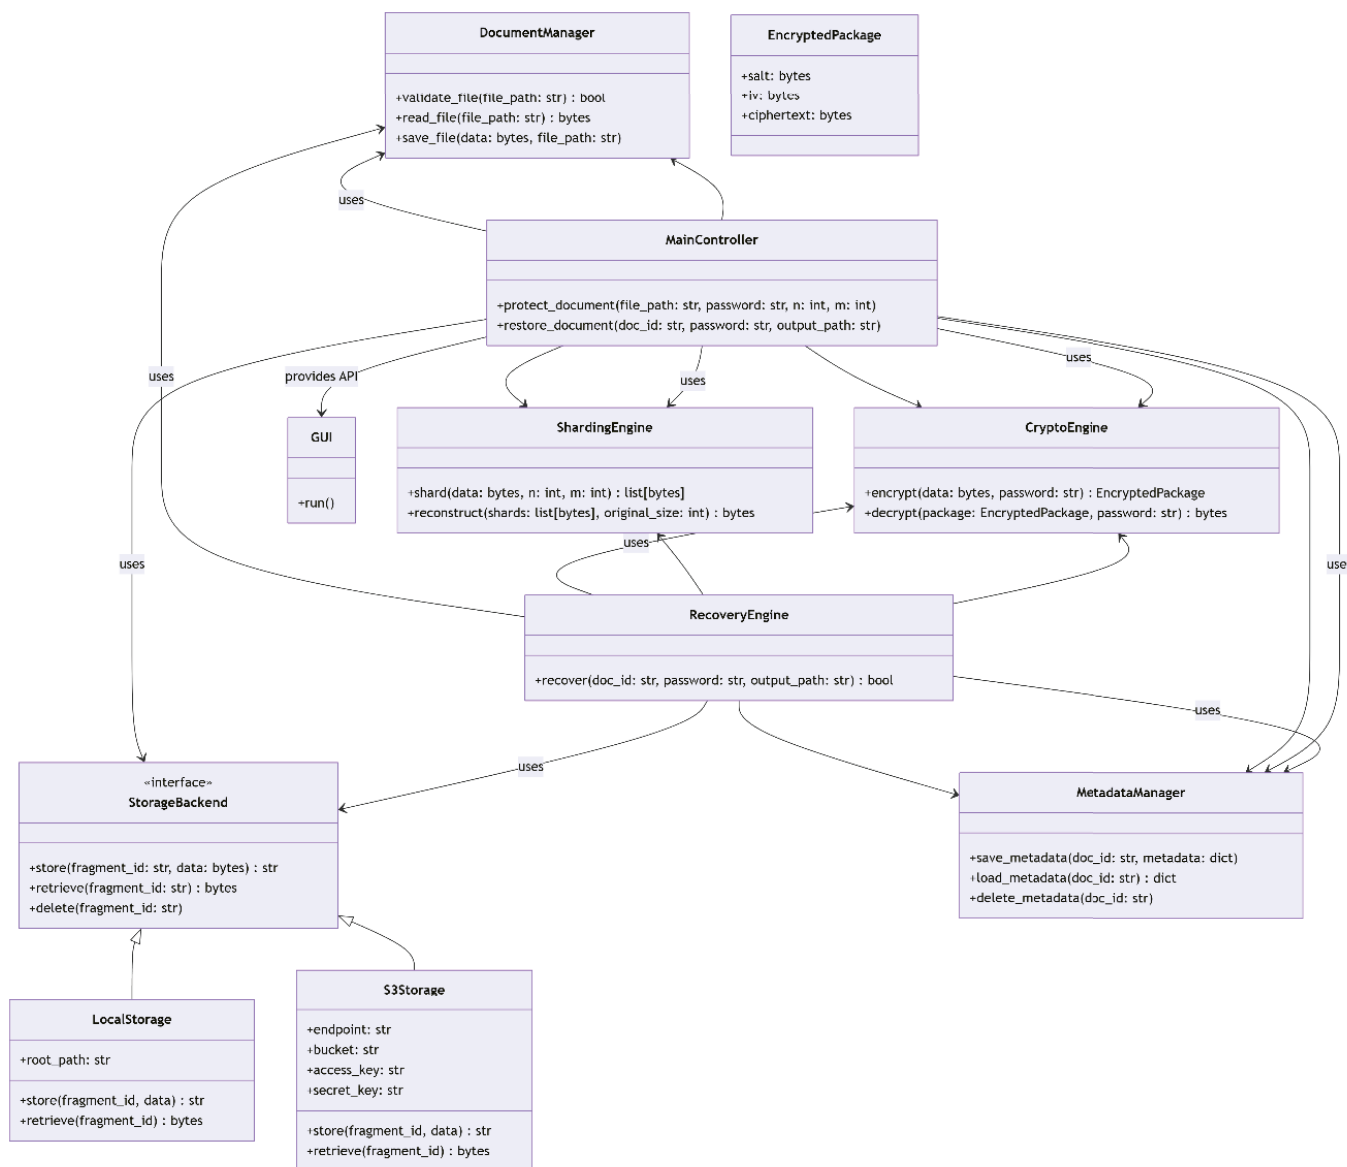 DocumentManager
+validate_file(file_path: str) : bool
+read_file(file_path: str) : bytes
+save_file(data: bytes, file_path: str)
EncryptedPackage
+salt: bytes
+iv: bytes
+ciphertext: bytes
uses
MainController
+protect_document(file_path: str, password: str, n: int, m: int)
+restore_document(doc_id: str, password: str, output_path: str)
uses
provides API
uses
uses
GUI
+run()
ShardingEngine
+shard(data: bytes, n: int, m: int) : list[bytes]
+reconstruct(shards: list[bytes], original_size: int) : bytes
CryptoEngine
+encrypt(data: bytes, password: str) : EncryptedPackage
+decrypt(package: EncryptedPackage, password: str) : bytes
uses
uses
use
RecoveryEngine
+recover(doc_id: str, password: str, output_path: str) : bool
uses
uses
«interface»
StorageBackend
+store(fragment_id: str, data: bytes) : str
+retrieve(fragment_id: str) : bytes
+delete(fragment_id: str)
MetadataManager
+save_metadata(doc_id: str, metadata: dict)
+load_metadata(doc_id: str) : dict
+delete_metadata(doc_id: str)
LocalStorage
+root_path: str
+store(fragment_id, data) : str
+retrieve(fragment_id) : bytes
S3Storage
+endpoint: str
+bucket: str
+access_key: str
+secret_key: str
+store(fragment_id, data) : str
+retrieve(fragment_id) : bytes